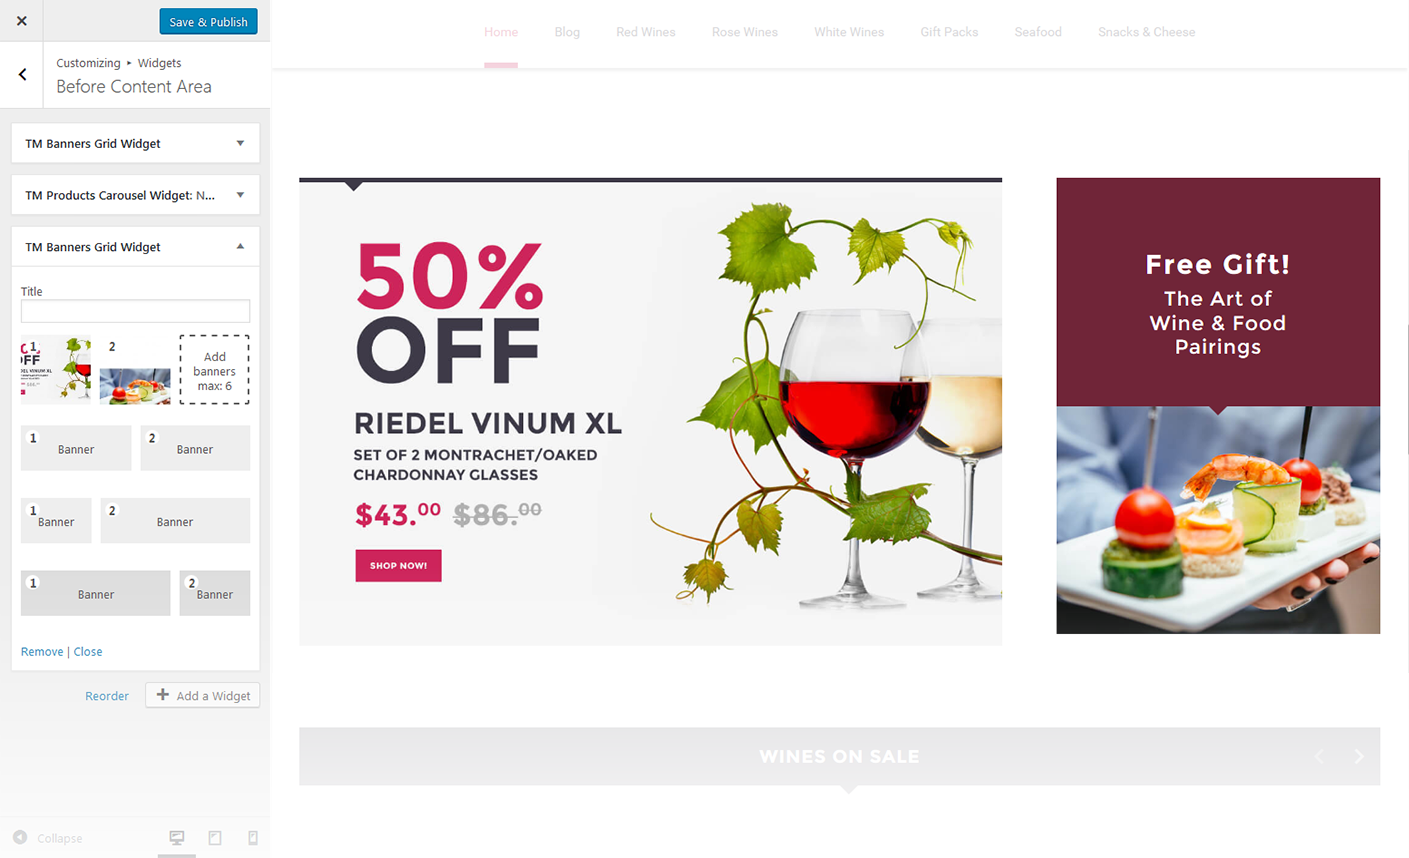 Save & Publish
Customizing ▸ Widgets
Before Content Area
TM Banners Grid Widget
TM Products Carousel Widget: N...
TM Banners Grid Widget
Title
1
OFF
2
Add
banners
max: 6
1 Banner
2 Banner
1 Banner
2 Banner
1 Banner
2 Banner
Remove | Close
Reorder
Add a Widget
Collapse
Home Blog Red Wines Rose Wines White Wines Gift Packs Seafood Snacks & Cheese
50%
OFF
RIEDEL VINUM XL
SET OF 2 MONTRACHET/OAKED
CHARDONNAY GLASSES
$43.00 $86.00
SHOP NOW!
Free Gift!
The Art of
Wine & Food
Pairings
WINES ON SALE